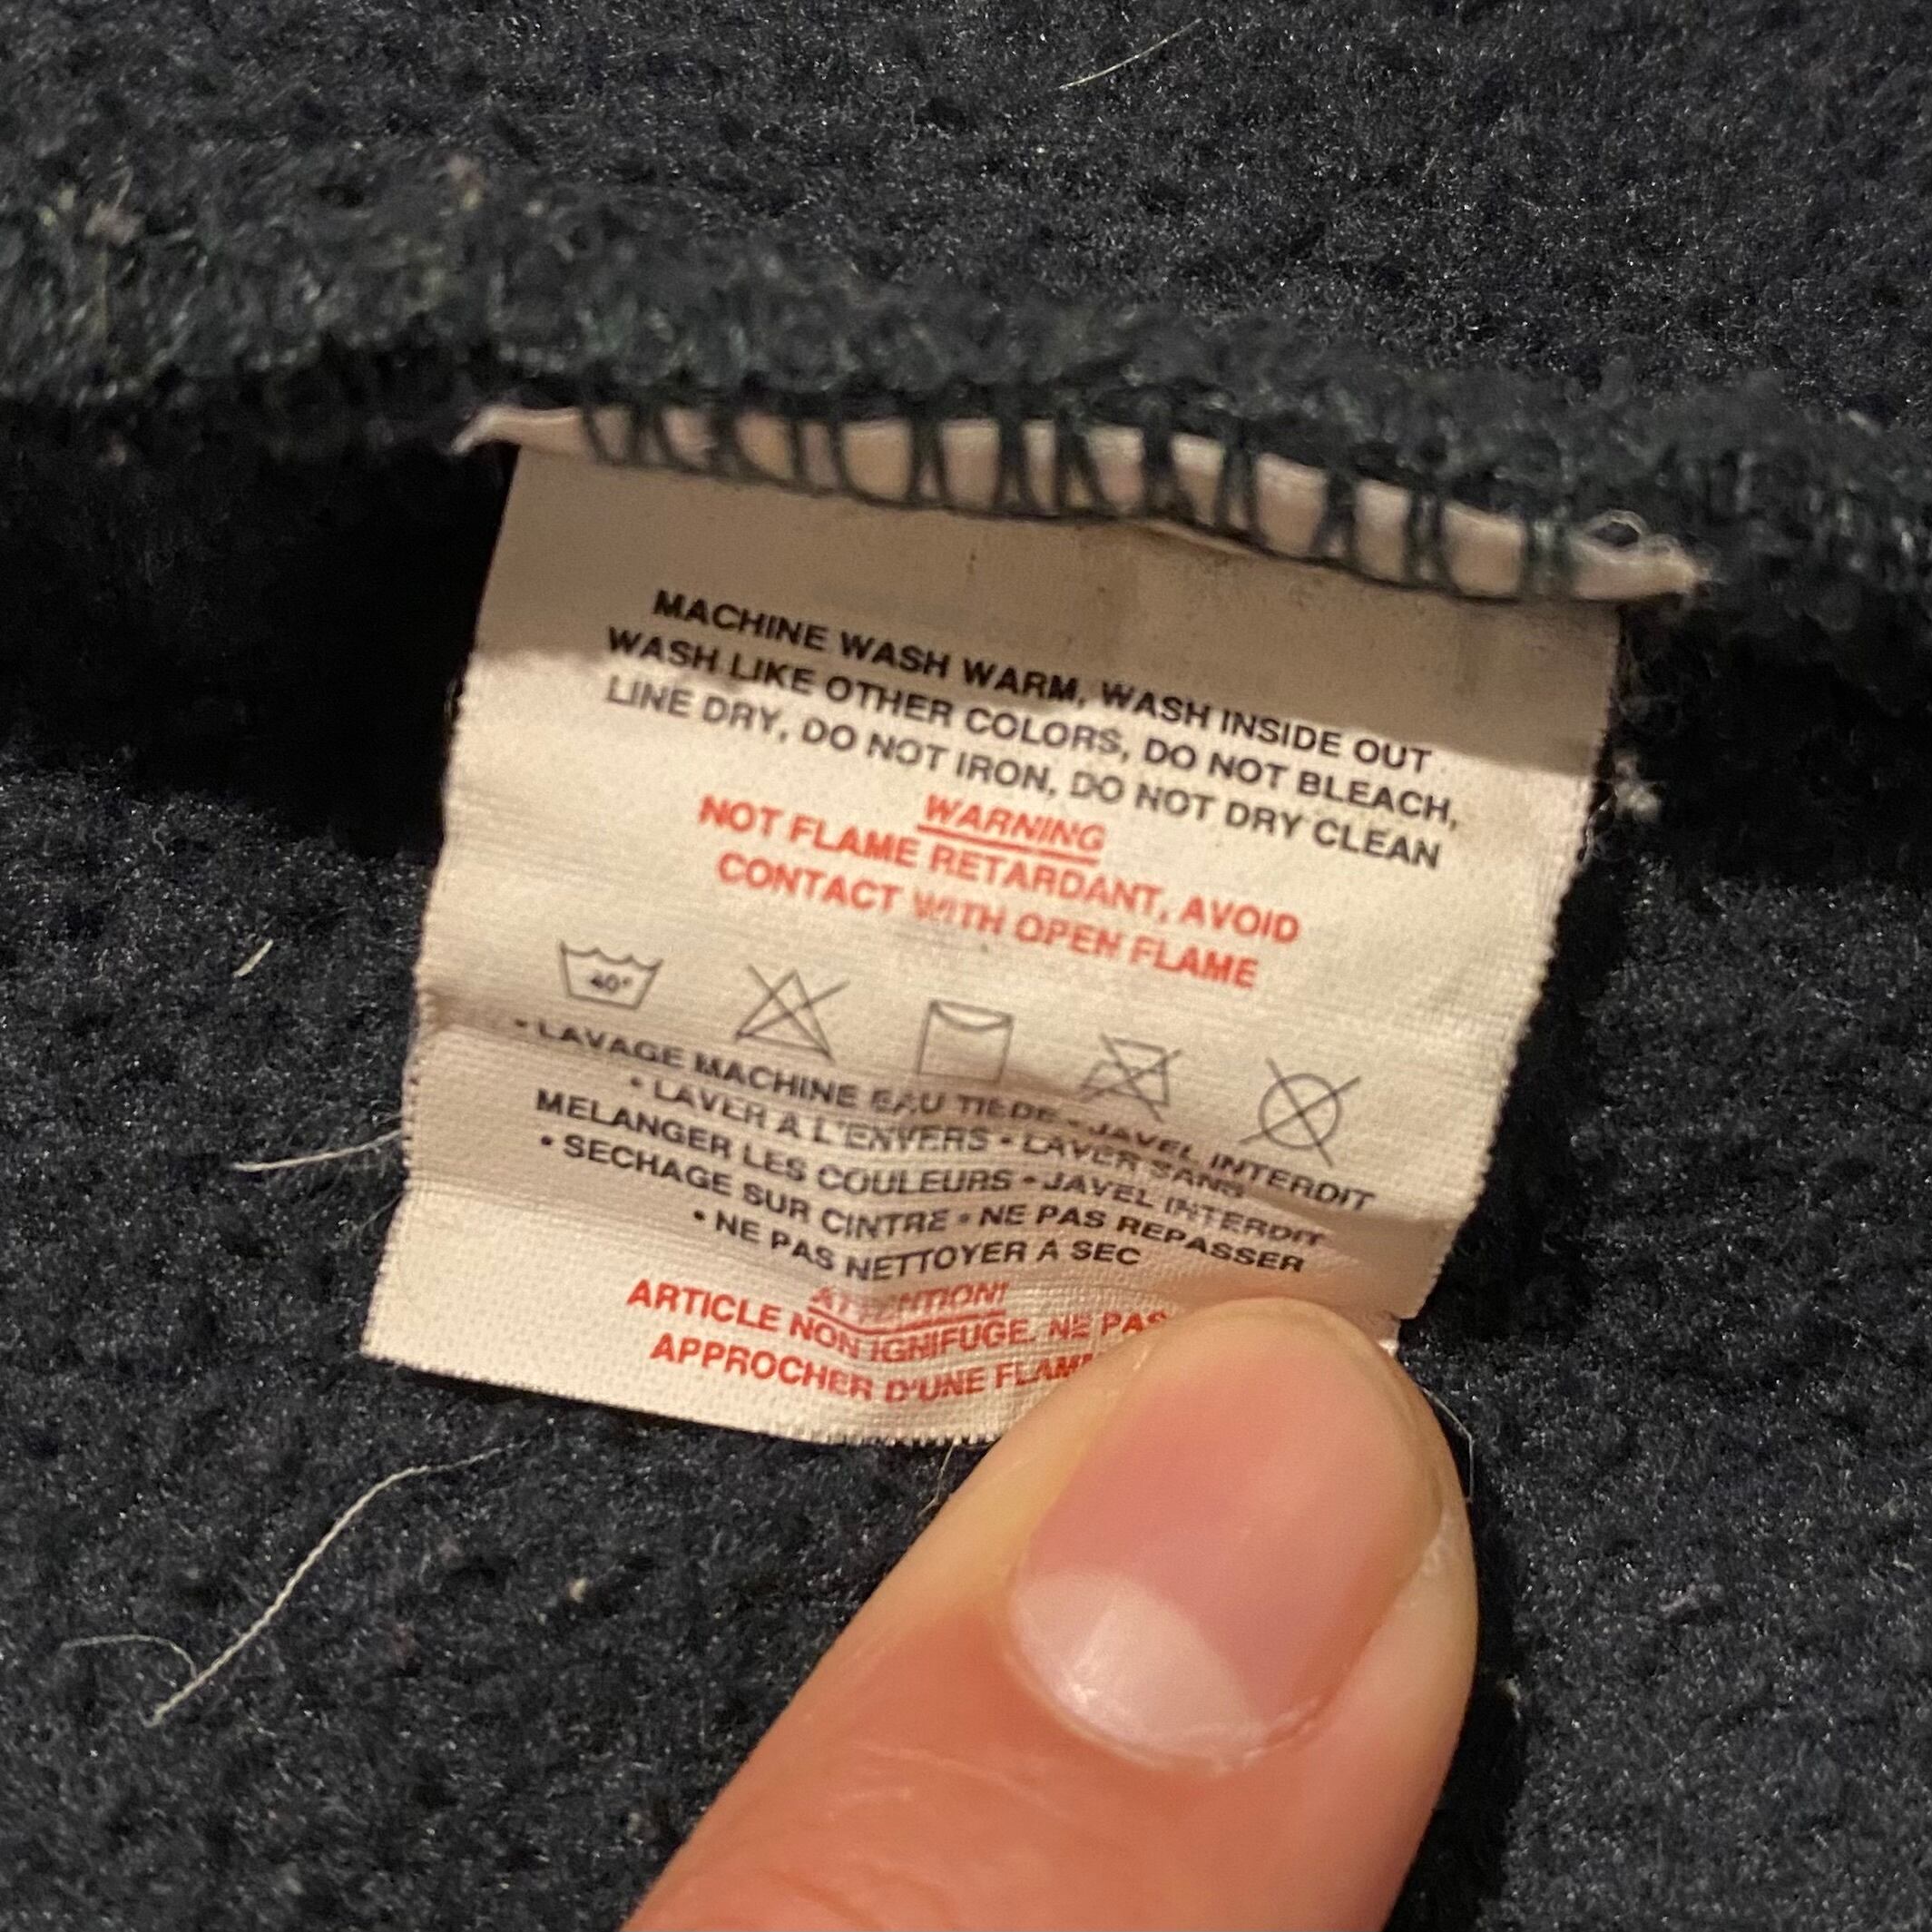 MACHINE WASH WARM, WASH INSIDE OUT
WASH LIKE OTHER COLORS, DO NOT BLEACH,
LINE DRY, DO NOT IRON, DO NOT DRY CLEAN
WARNING
NOT FLAME RETARDANT, AVOID
CONTACT WITH OPEN FLAME
40°
• LAVAGE MACHINE EAU TIEDE • JAVEL INTERDIT
• LAVER A L'ENVERS • LAVER SANS
MELANGER LES COULEURS • JAVEL INTERDIT
• SECHAGE SUR CINTRE • NE PAS REPASSER
• NE PAS NETTOYER A SEC
ATTENTION!
ARTICLE NON IGNIFUGE. NE PAS
APPROCHER D'UNE